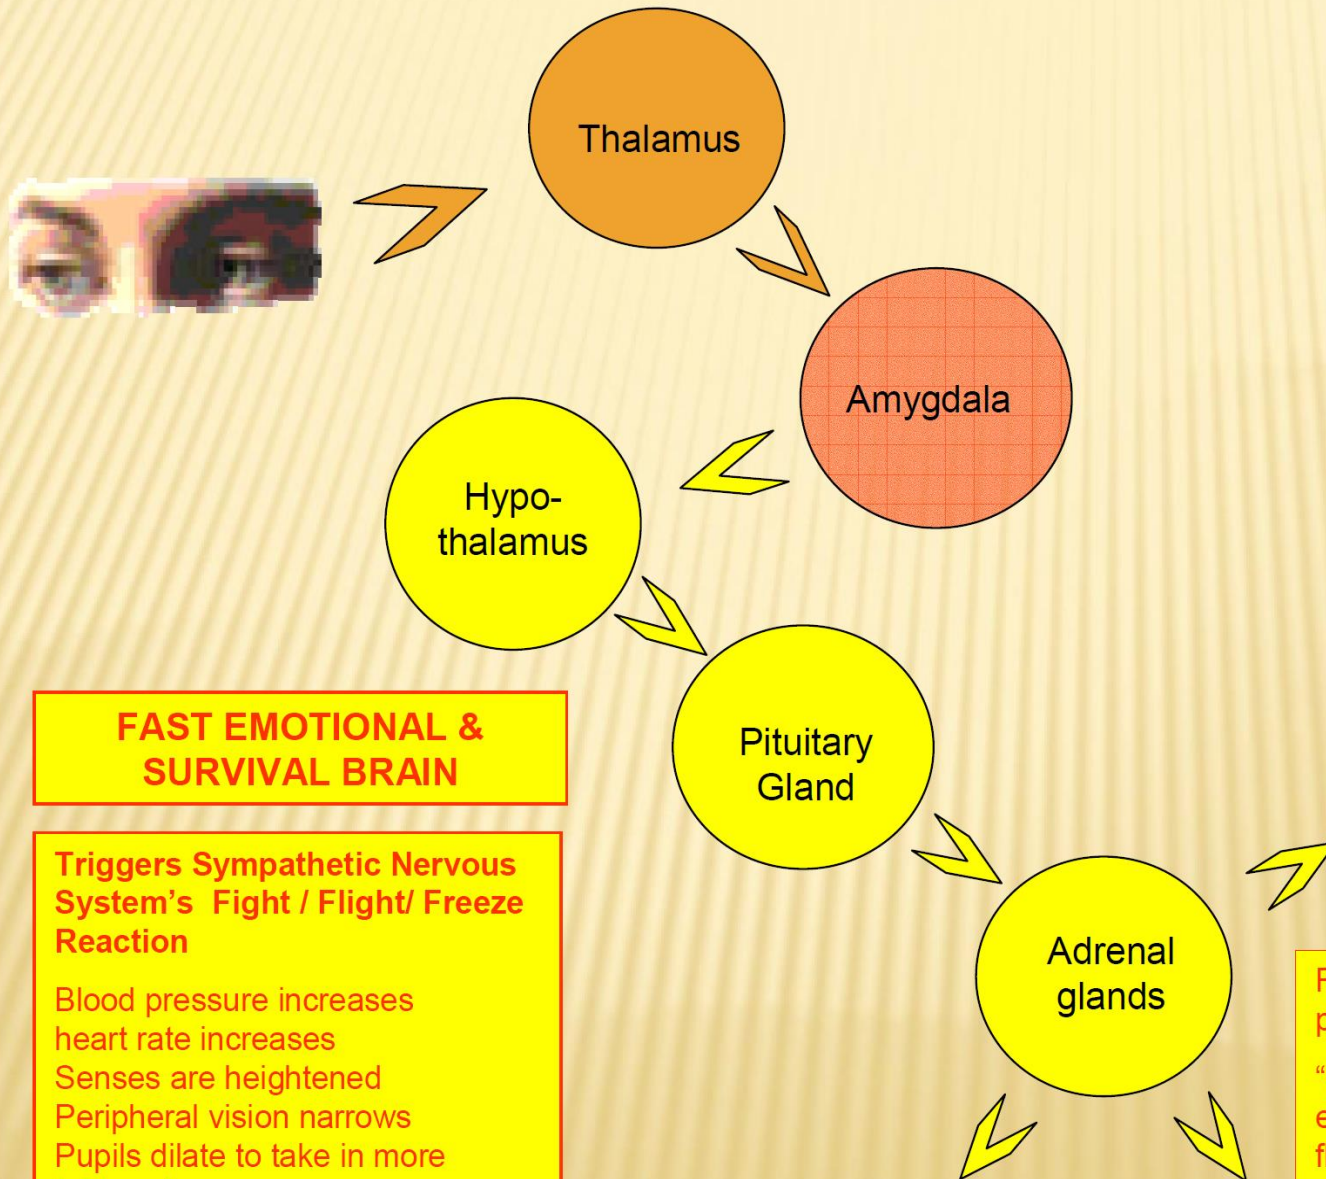 Thalamus
Amygdala
Hypo-
thalamus
Pituitary
Gland
FAST EMOTIONAL &
SURVIVAL BRAIN
Triggers Sympathetic Nervous
System's Fight / Flight/ Freeze
Reaction
Blood pressure increases
heart rate increases
Senses are heightened
Peripheral vision narrows
Pupils dilate to take in more
Adrenal
glands